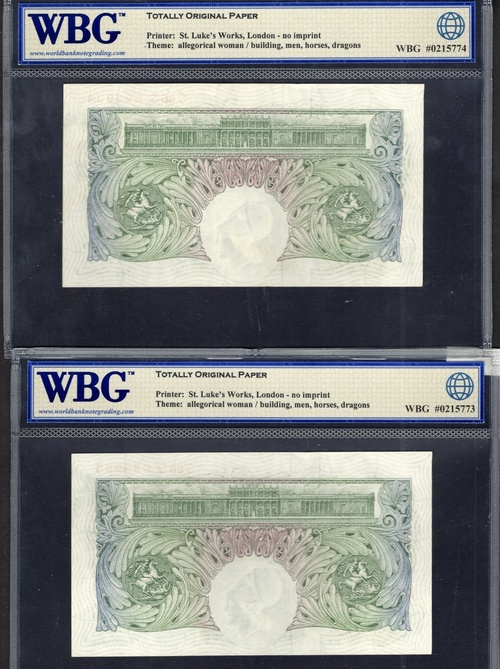 WBG™
www.worldbanknotegrading.com
TOTALLY ORIGINAL PAPER
Printer: St. Luke's Works, London - no imprint
Theme: allegorical woman / building, men, horses, dragons
WBG #0215774
WBG™
www.worldbanknotegrading.com
TOTALLY ORIGINAL PAPER
Printer: St. Luke's Works, London - no imprint
Theme: allegorical woman / building, men, horses, dragons
WBG #0215773